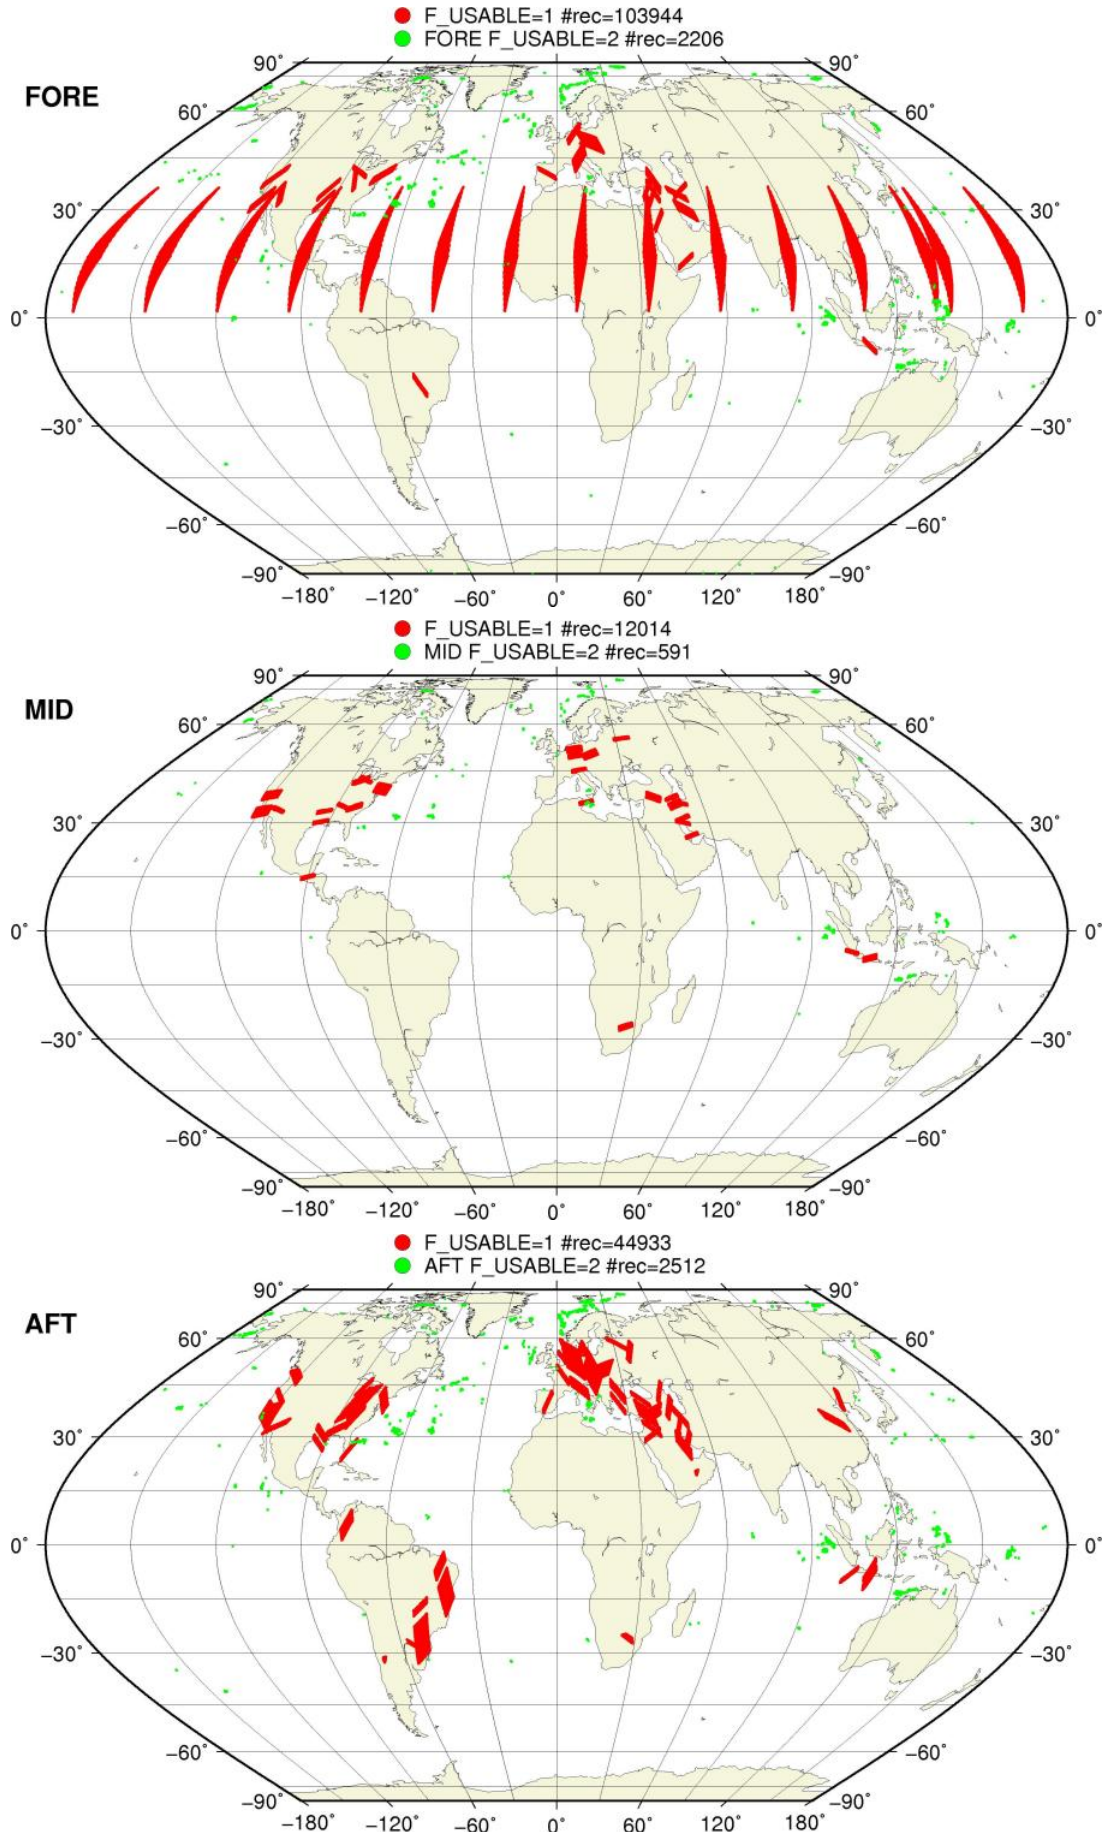 F_USABLE=1 #rec=103944
FORE F_USABLE=2 #rec=2206
FORE
90° 90°
60° 60°
30° 30°
0° 0°
−30° −30°
−60° −60°
−90° −90°
−180° −120° −60° 0° 60° 120° 180°
F_USABLE=1 #rec=12014
MID F_USABLE=2 #rec=591
MID
90° 90°
60° 60°
30° 30°
0° 0°
−30° −30°
−60° −60°
−90° −90°
−180° −120° −60° 0° 60° 120° 180°
F_USABLE=1 #rec=44933
AFT F_USABLE=2 #rec=2512
AFT
90° 90°
60° 60°
30° 30°
0° 0°
−30° −30°
−60° −60°
−90° −90°
−180° −120° −60° 0° 60° 120° 180°